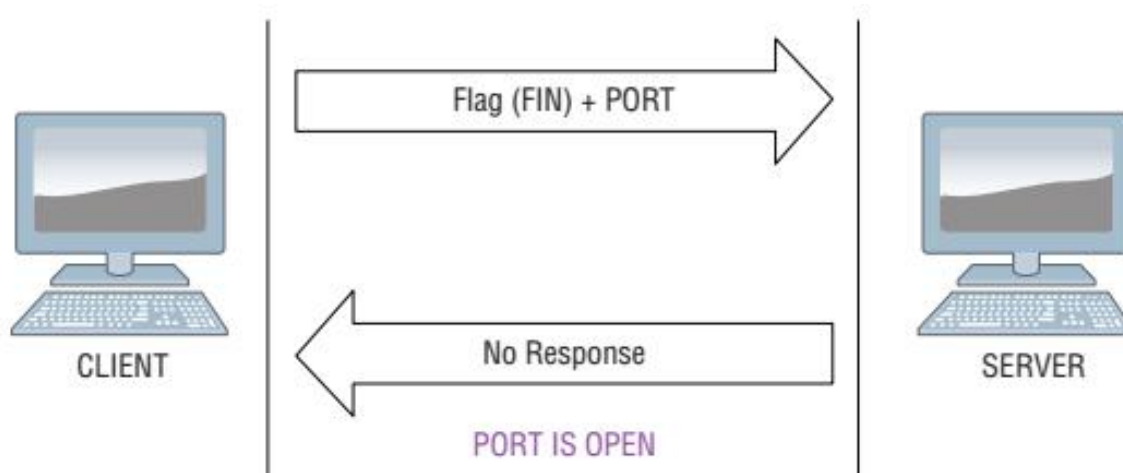 Flag (FIN) + PORT
CLIENT
No Response
SERVER
PORT IS OPEN